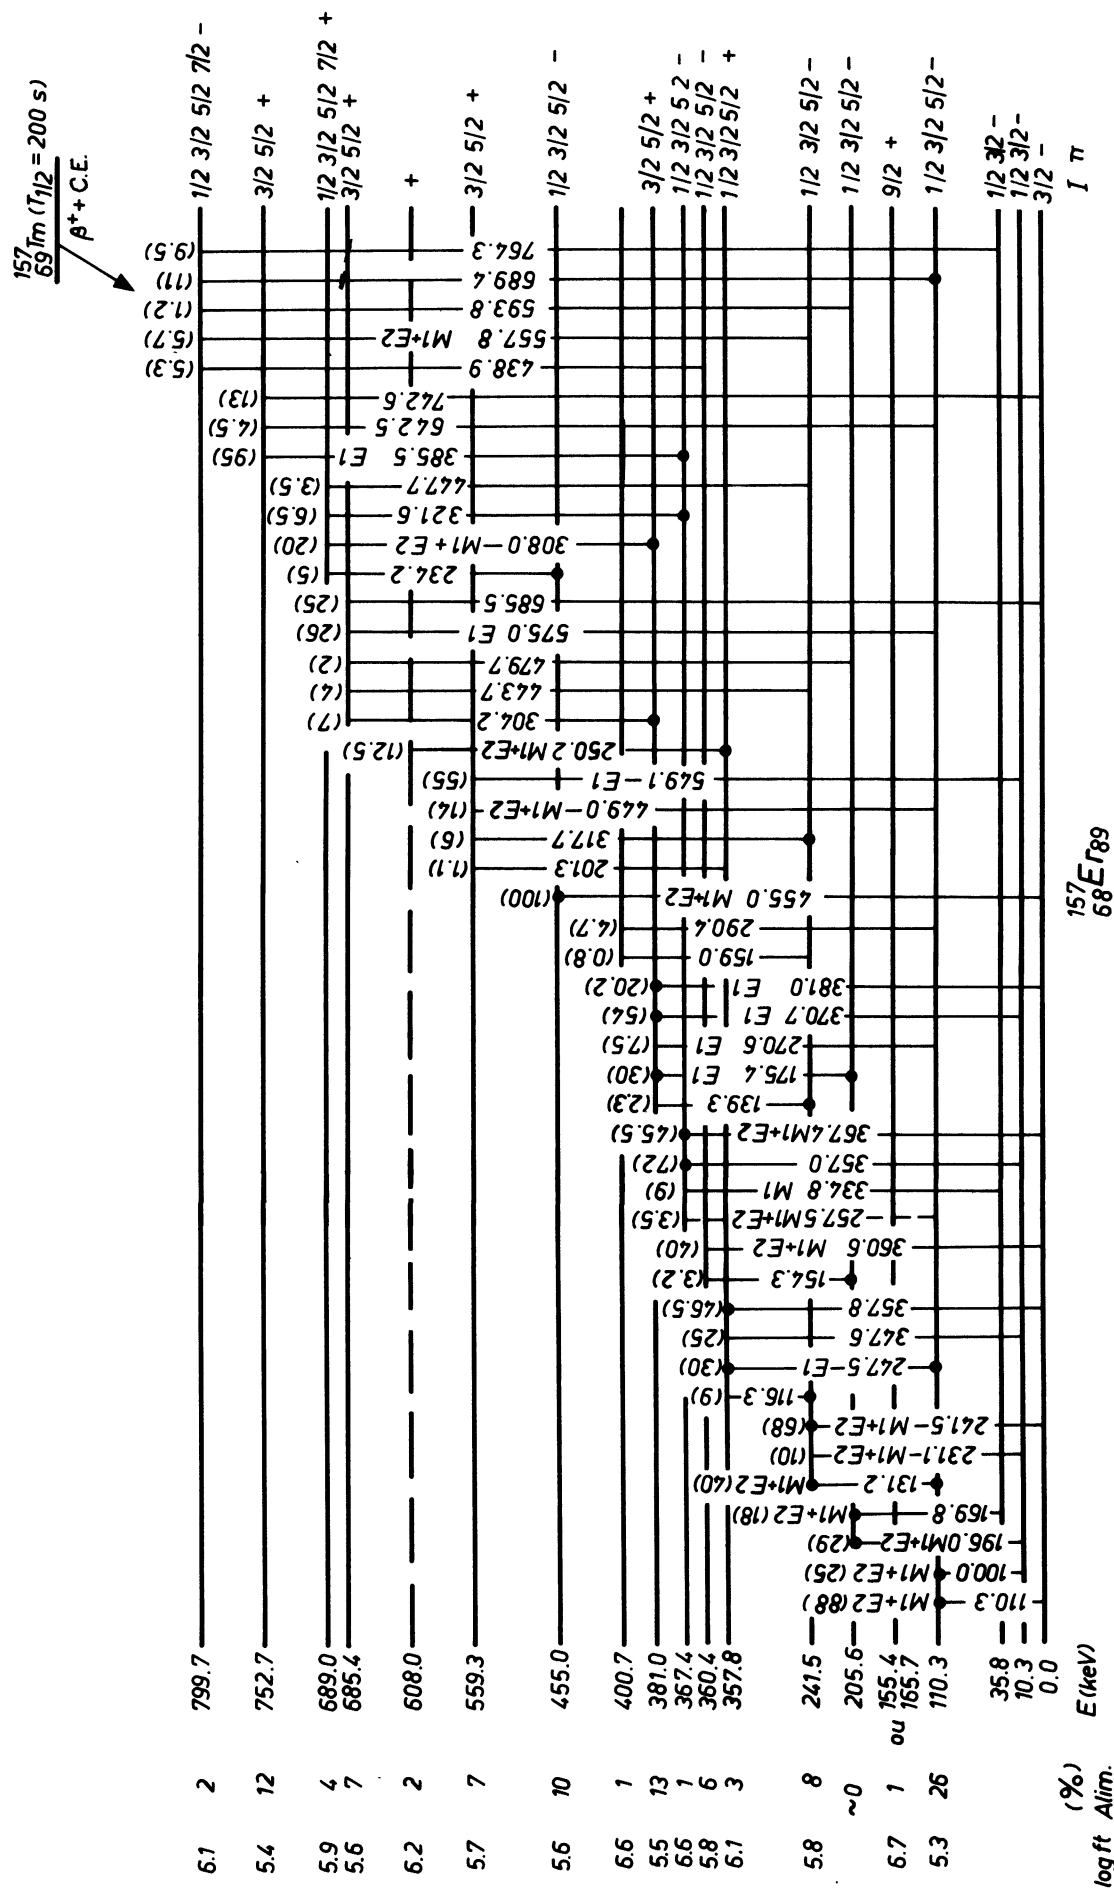 157
69 Tm (T1/2 = 200 s)
β+ + C.E.
1/2 3/2 5/2 7/2 -
3/2 5/2 +
1/2 3/2 5/2 7/2 +
3/2 5/2 +
+
3/2 5/2 +
1/2 3/2 5/2 -
3/2 5/2 +
1/2 3/2 5 2 -
1/2 3/2 5/2 -
1/2 3/2 5/2 +
1/2 3/2 5/2 -
1/2 3/2 5/2 -
9/2 +
1/2 3/2 5/2 -
1/2 3/2 -
1/2 3/2 -
3/2 -
I π
764.3 (9.5)
689.4 (11)
593.8 (1.2)
557.8 M1+E2 (5.7)
438.9 (5.3)
742.6 (13)
642.5 (4.5)
385.5 E1 (95)
447.7 (3.5)
321.6 (6.5)
308.0 - M1+E2 (20)
234.2 (5)
685.5 (25)
575.0 E1 (26)
479.7 (2)
443.7 (4)
304.2 (7)
250.2 M1+E2 (12.5)
549.1 - E1 (55)
449.0 - M1+E2 (14)
317.7 (6)
201.3 (1.1)
455.0 M1+E2 (100)
290.4 (4.7)
159.0 (0.8)
381.0 E1 (20.2)
370.7 E1 (54)
270.6 E1 (7.5)
175.4 E1 (30)
139.3 (2.3)
367.4 M1+E2 (45.5)
357.0 (72)
334.8 M1 (9)
257.5 M1+E2 (3.5)
360.6 M1+E2 (40)
154.3 (3.2)
357.8 (46.5)
347.6 (25)
247.5 - E1 (30)
116.3 (9)
241.5 - M1+E2 (68)
231.1 - M1+E2 (10)
131.2 M1+E2 (40)
169.8 M1+E2 (18)
196.0 M1+E2 (29)
100.0 M1+E2 (25)
110.3 M1+E2 (88)
799.7
752.7
689.0
685.4
608.0
559.3
455.0
400.7
381.0
367.4
360.4
357.8
241.5
205.6
155.4
ou 165.7
110.3
35.8
10.3
0.0
E (keV)
2
12
4
7
2
7
10
1
13
1
6
3
8
~0
1
26
(%)
Alim.
6.1
5.4
5.9
5.6
6.2
5.7
5.6
6.6
5.5
6.6
5.8
6.1
5.8
6.7
5.3
log ft
157
68 Er 89